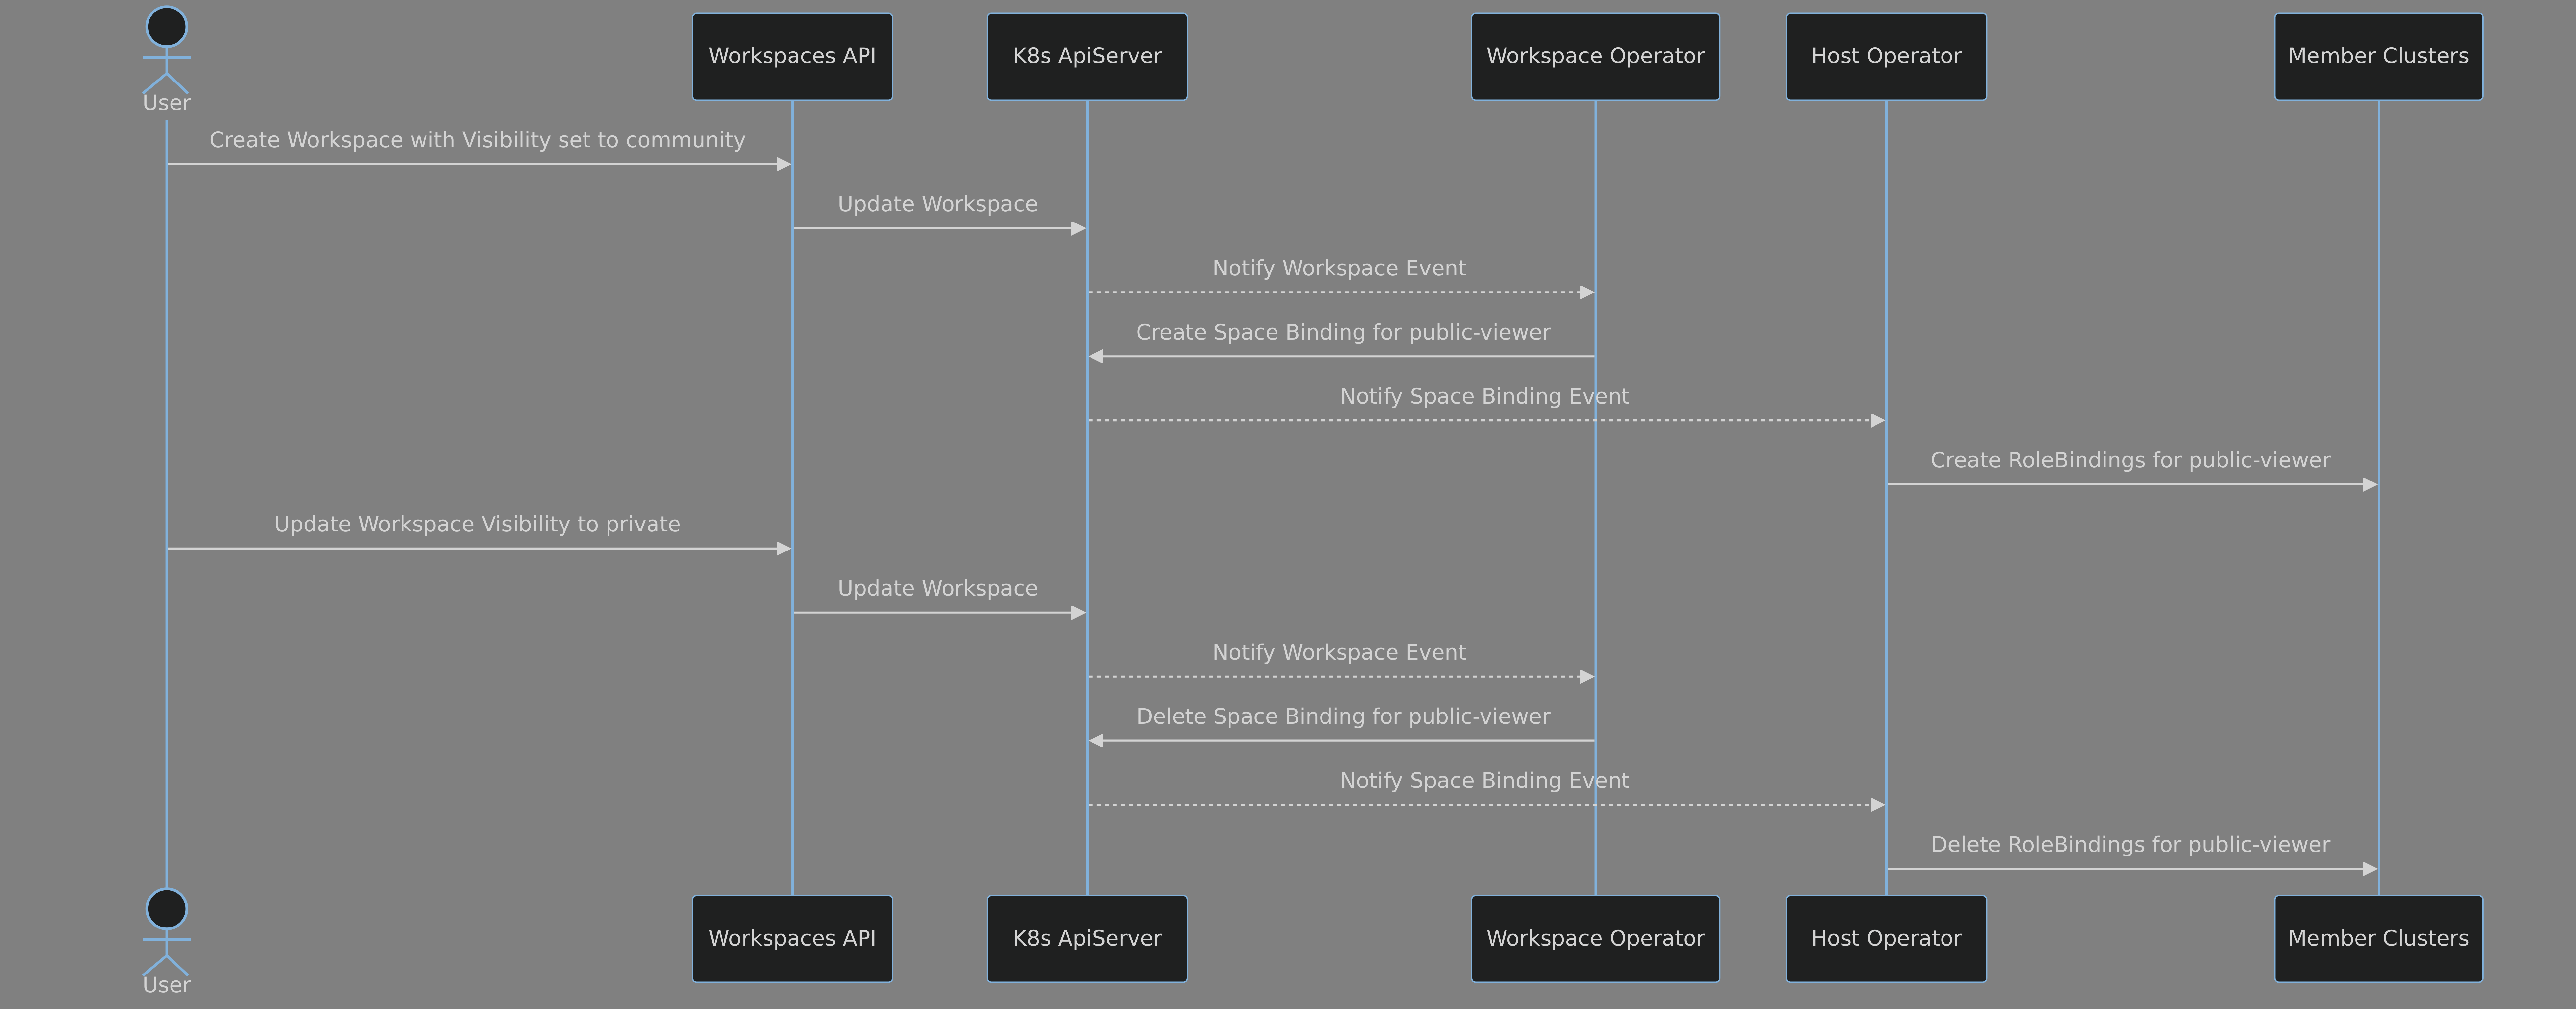 User
Workspaces API
K8s ApiServer
Workspace Operator
Host Operator
Member Clusters
Create Workspace with Visibility set to community
Update Workspace
Notify Workspace Event
Create Space Binding for public-viewer
Notify Space Binding Event
Create RoleBindings for public-viewer
Update Workspace Visibility to private
Update Workspace
Notify Workspace Event
Delete Space Binding for public-viewer
Notify Space Binding Event
Delete RoleBindings for public-viewer
User
Workspaces API
K8s ApiServer
Workspace Operator
Host Operator
Member Clusters